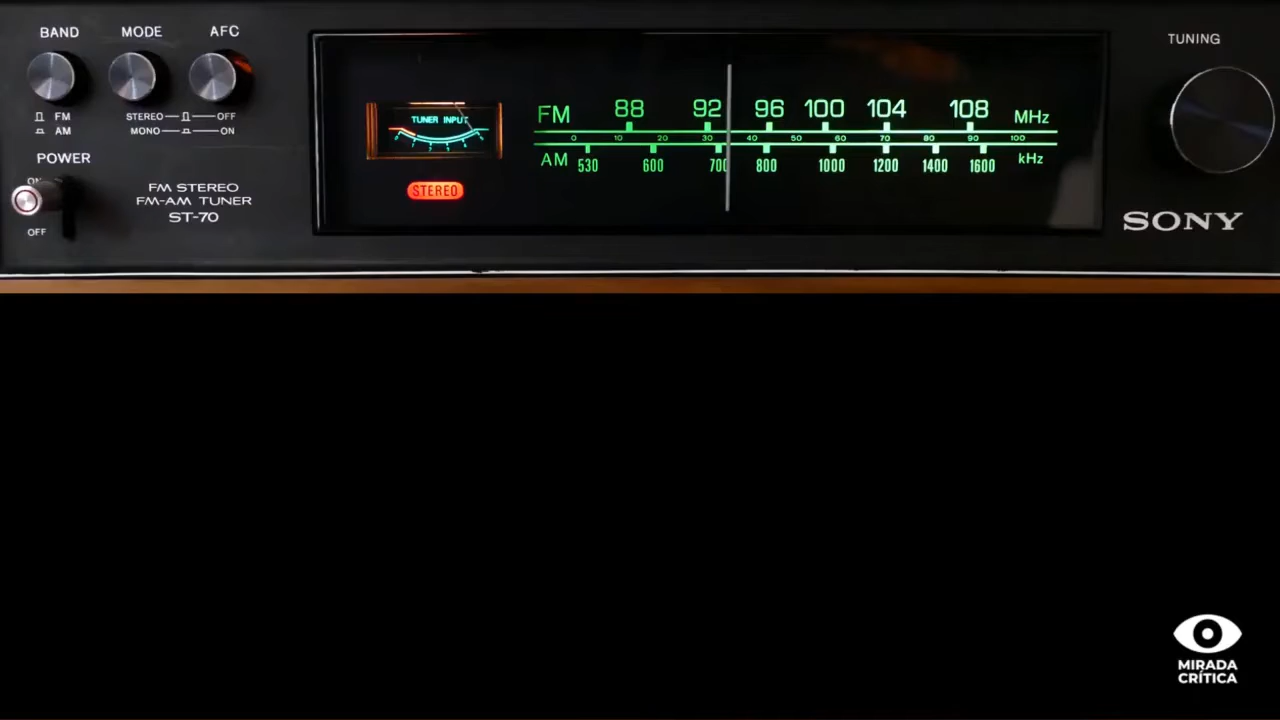 BAND MODE AFC
FM
AM
STEREO OFF
MONO ON
POWER
ON
OFF
FM STEREO
FM-AM TUNER
ST-70
TUNER INPUT
STEREO
FM 88 92 96 100 104 108 MHz
0 10 20 30 40 50 60 70 80 90 100
AM 530 600 700 800 1000 1200 1400 1600 kHz
TUNING
SONY
MIRADA
CRÍTICA